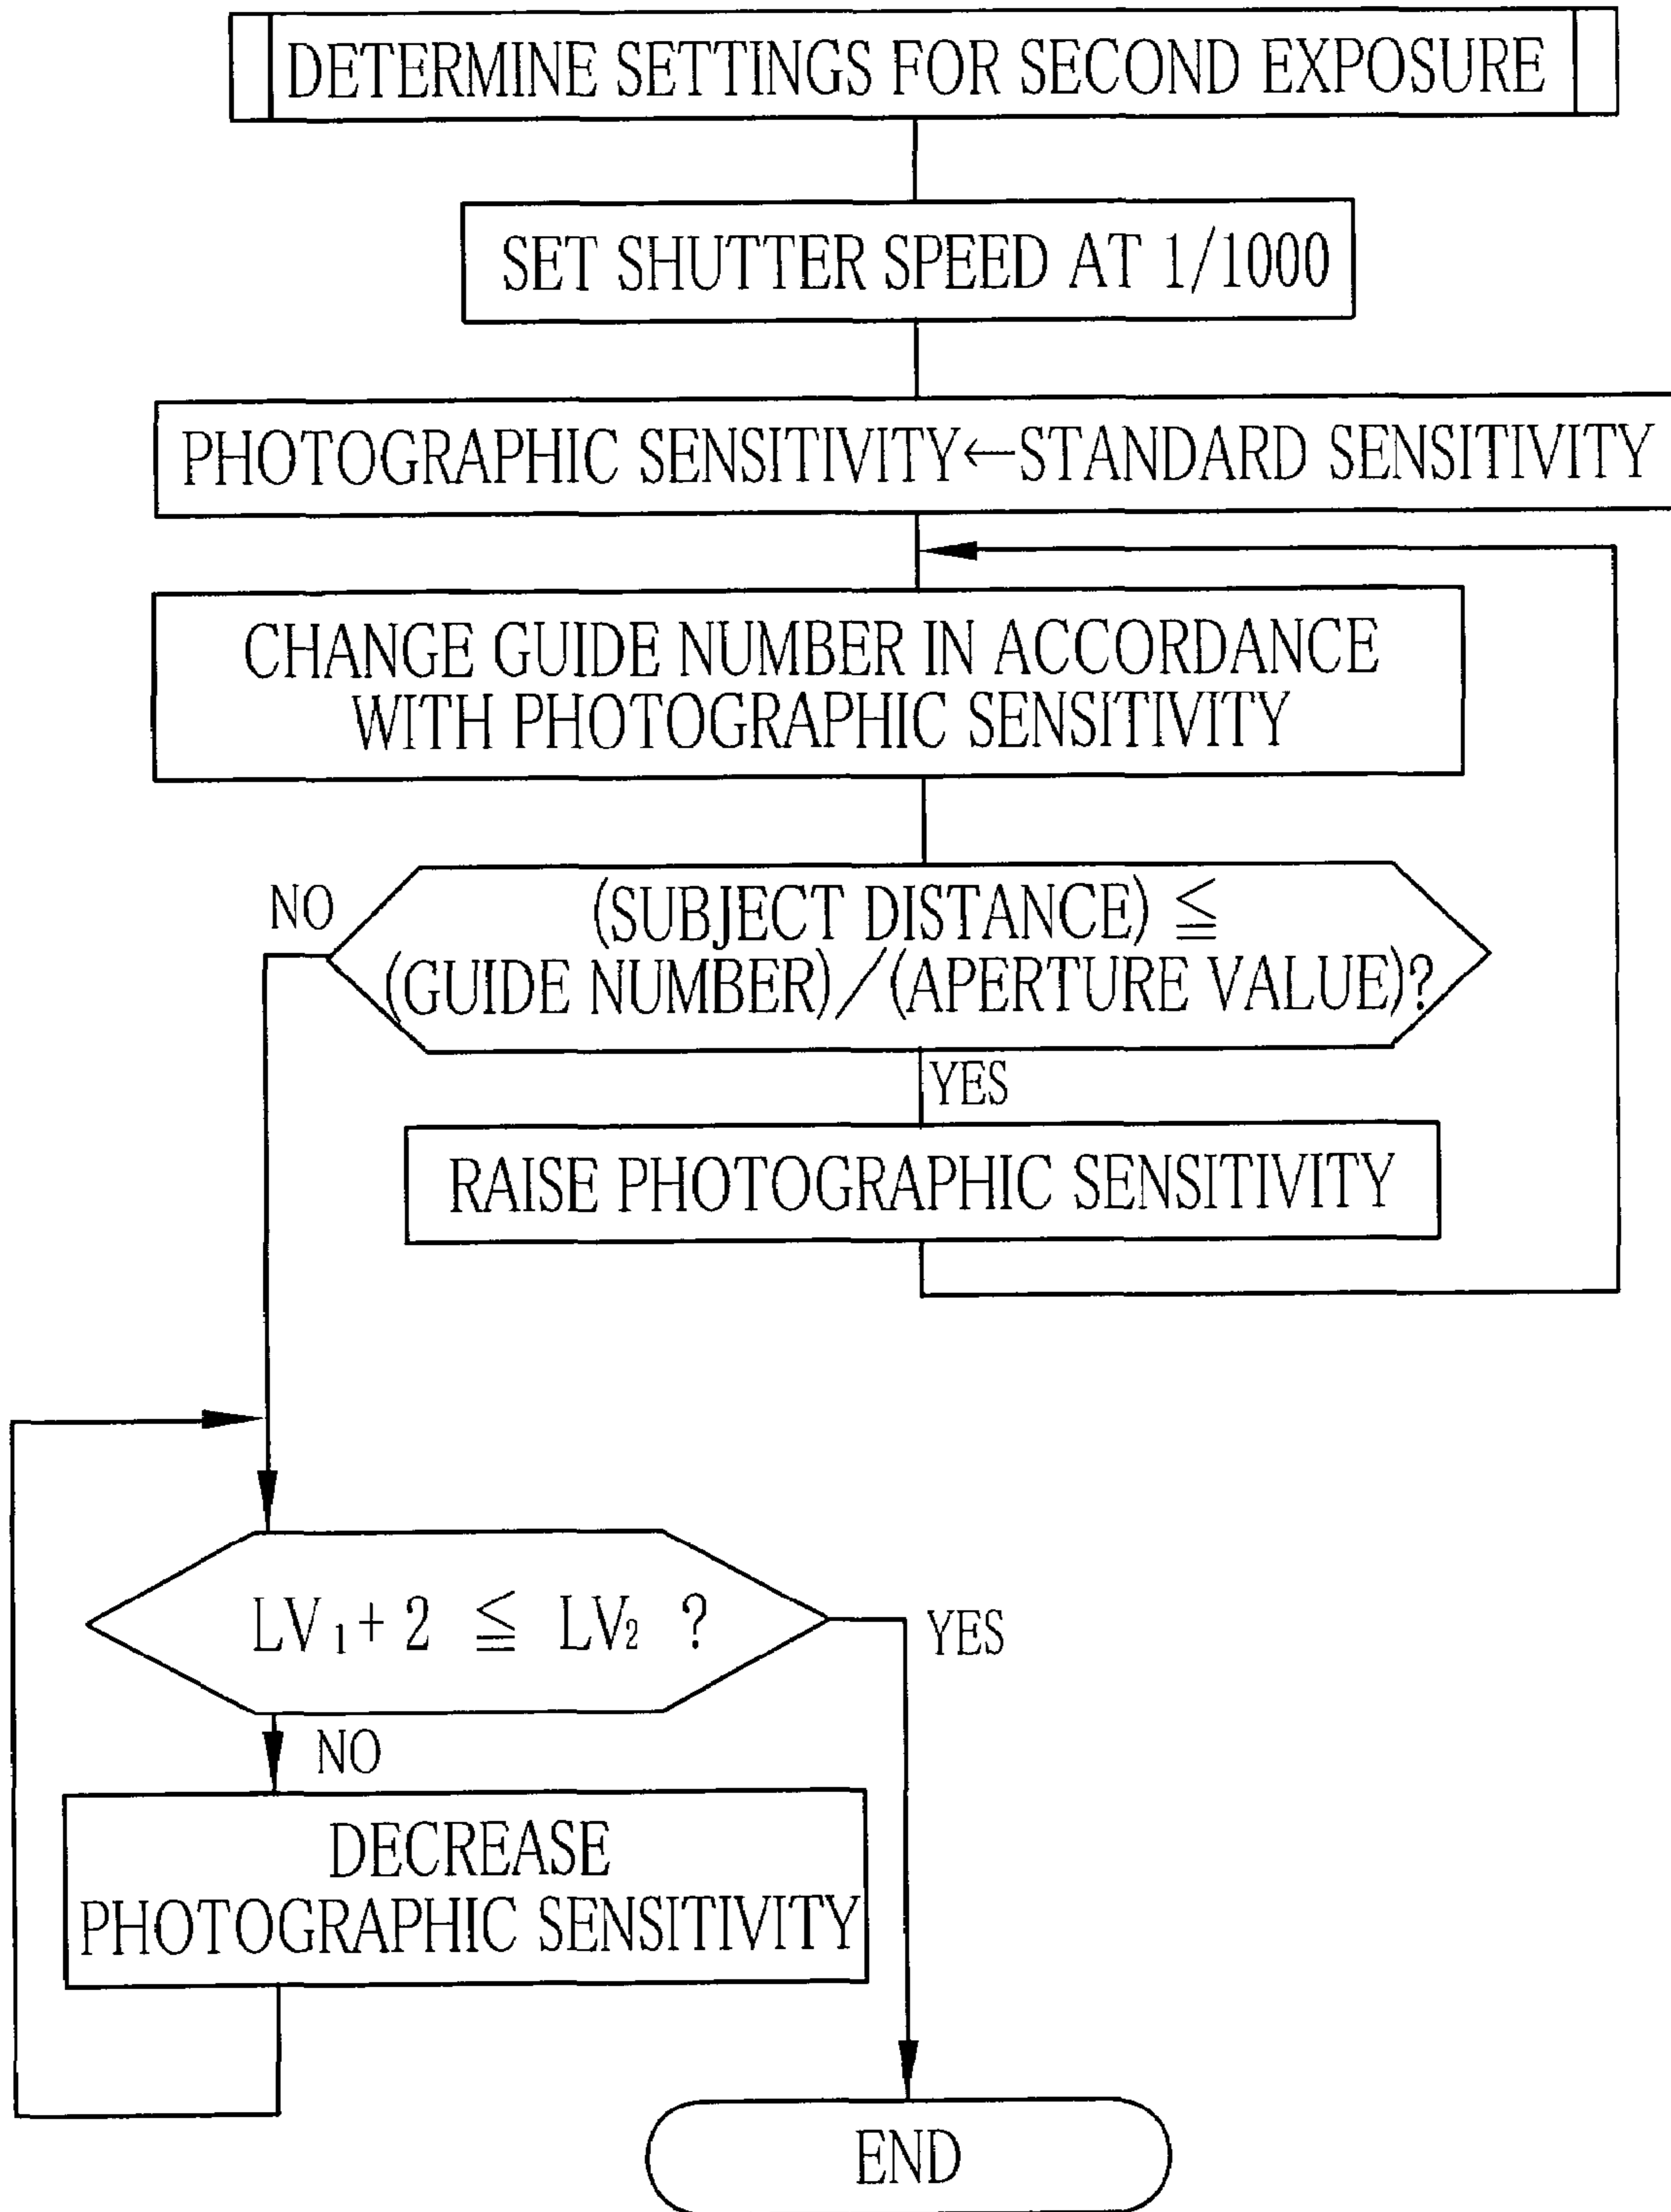 DETERMINE SETTINGS FOR SECOND EXPOSURE
SET SHUTTER SPEED AT 1/1000
PHOTOGRAPHIC SENSITIVITY←STANDARD SENSITIVITY
CHANGE GUIDE NUMBER IN ACCORDANCE
WITH PHOTOGRAPHIC SENSITIVITY
NO
(SUBJECT DISTANCE) ≦
(GUIDE NUMBER)/(APERTURE VALUE)?
YES
RAISE PHOTOGRAPHIC SENSITIVITY
LV₁+2 ≦ LV₂ ?
YES
NO
DECREASE
PHOTOGRAPHIC SENSITIVITY
END